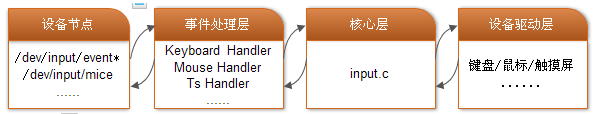 设备节点
/dev/input/event*
/dev/input/mice
......
事件处理层
Keyboard Handler
Mouse Handler
Ts Handler
......
核心层
input.c
设备驱动层
键盘/鼠标/触摸屏
......